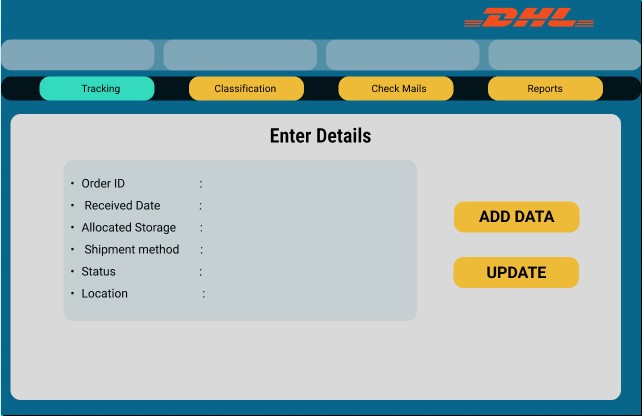 DHL
Tracking Classification Check Mails Reports
Enter Details
• Order ID :
• Received Date :
• Allocated Storage :
• Shipment method :
• Status :
• Location :
ADD DATA
UPDATE